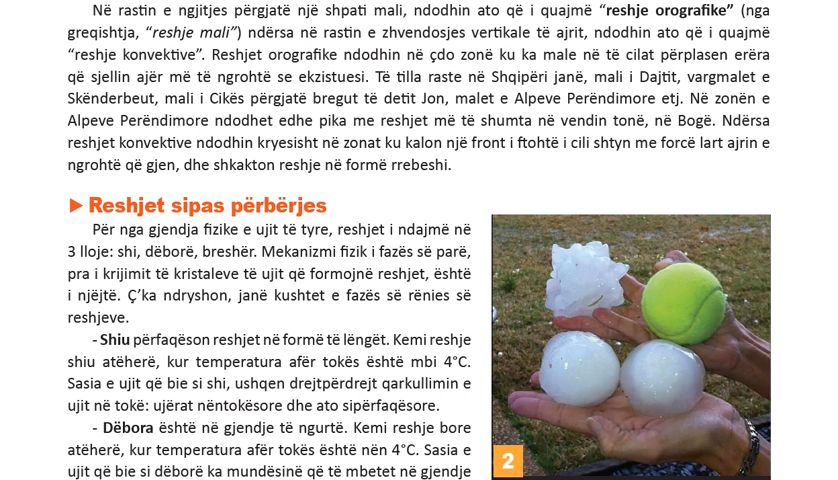 Në rastin e ngjitjes përgjatë një shpati mali, ndodhin ato që i quajmë “reshje orografike” (nga
greqishtja, “reshje mali”) ndërsa në rastin e zhvendosjes vertikale të ajrit, ndodhin ato që i quajmë
“reshje konvektive”. Reshjet orografike ndodhin në çdo zonë ku ka male në të cilat përplasen erëra
që sjellin ajër më të ngrohtë se ekzistuesi. Të tilla raste në Shqipëri janë, mali i Dajtit, vargmalet e
Skënderbeut, mali i Cikës përgjatë bregut të detit Jon, malet e Alpeve Perëndimore etj. Në zonën e
Alpeve Perëndimore ndodhet edhe pika me reshjet më të shumta në vendin tonë, në Bogë. Ndërsa
reshjet konvektive ndodhin kryesisht në zonat ku kalon një front i ftohtë i cili shtyn me forcë lart ajrin e
ngrohtë që gjen, dhe shkakton reshje në formë rrebeshi.
Reshjet sipas përbërjes
Për nga gjendja fizike e ujit të tyre, reshjet i ndajmë në
3 lloje: shi, dëborë, breshër. Mekanizmi fizik i fazës së parë,
pra i krijimit të kristaleve të ujit që formojnë reshjet, është
i njëjtë. Ç’ka ndryshon, janë kushtet e fazës së rënies së
reshjeve.
- Shiu përfaqëson reshjet në formë të lëngët. Kemi reshje
shiu atëherë, kur temperatura afër tokës është mbi 4°C.
Sasia e ujit që bie si shi, ushqen drejtpërdrejt qarkullimin e
ujit në tokë: ujërat nëntokësore dhe ato sipërfaqësore.
- Dëbora është në gjendje të ngurtë. Kemi reshje bore
atëherë, kur temperatura afër tokës është nën 4°C. Sasia e
ujit që bie si dëborë ka mundësinë që të mbetet në gjendje
2